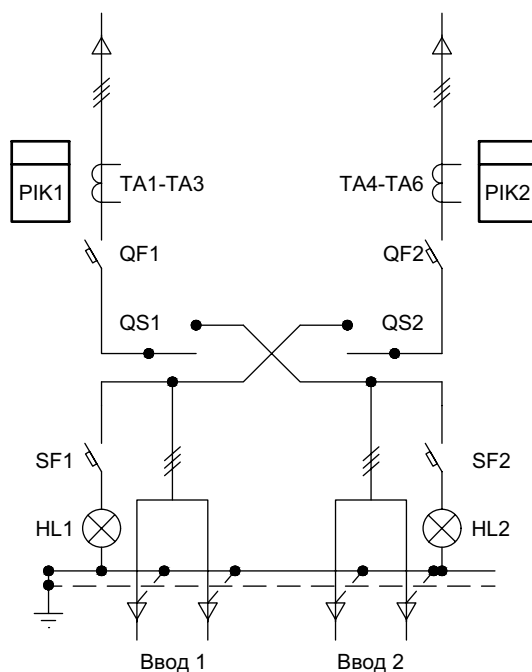 PIK1
TA1-TA3
TA4-TA6
PIK2
QF1
QF2
QS1
QS2
SF1
SF2
HL1
HL2
Ввод 1
Ввод 2